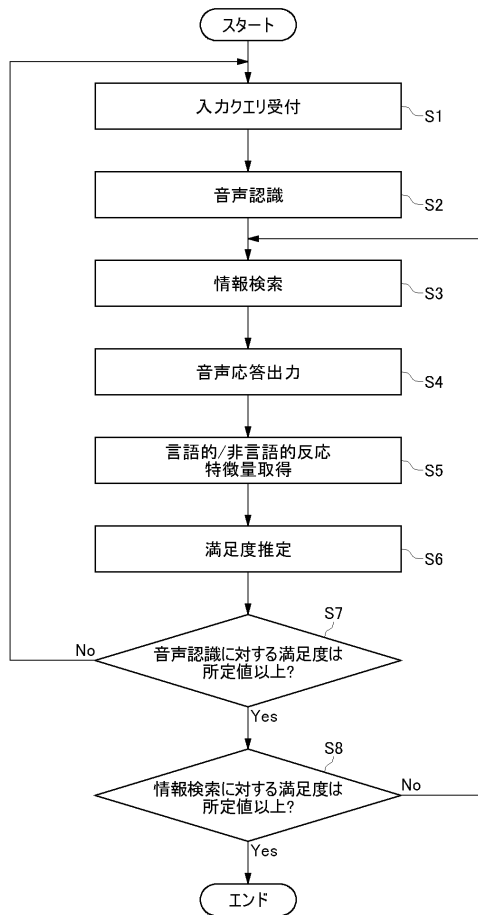 スタート
入力クエリ受付
S1
音声認識
S2
情報検索
S3
音声応答出力
S4
言語的/非言語的反応
特徴量取得
S5
満足度推定
S6
S7
No
音声認識に対する満足度は
所定値以上?
Yes
S8
情報検索に対する満足度は
所定値以上?
No
Yes
エンド